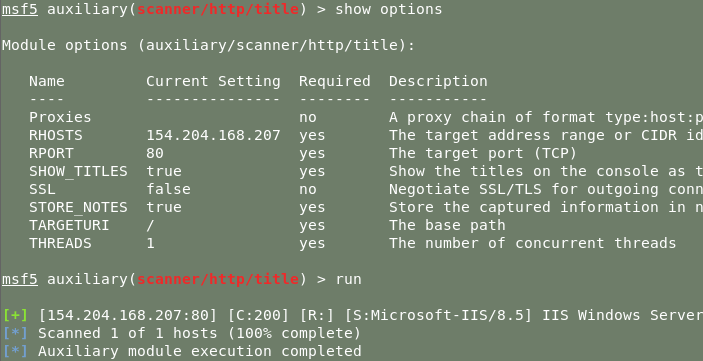 msf5 auxiliary(scanner/http/title) > show options
Module options (auxiliary/scanner/http/title):
Name Current Setting Required Description
---- --------------- -------- -----------
Proxies no A proxy chain of format type:host:p
RHOSTS 154.204.168.207 yes The target address range or CIDR id
RPORT 80 yes The target port (TCP)
SHOW_TITLES true yes Show the titles on the console as t
SSL false no Negotiate SSL/TLS for outgoing conn
STORE_NOTES true yes Store the captured information in n
TARGETURI / yes The base path
THREADS 1 yes The number of concurrent threads
msf5 auxiliary(scanner/http/title) > run
[+] [154.204.168.207:80] [C:200] [R:] [S:Microsoft-IIS/8.5] IIS Windows Server
[*] Scanned 1 of 1 hosts (100% complete)
[*] Auxiliary module execution completed